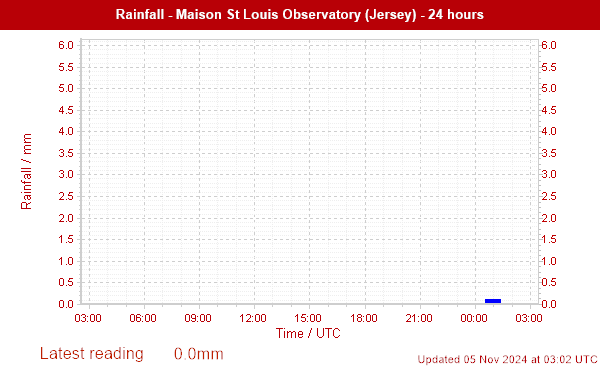 Rainfall - Maison St Louis Observatory (Jersey) - 24 hours
6.0 6.0
5.5 5.5
5.0 5.0
4.5 4.5
4.0 4.0
3.5 3.5
3.0 3.0
2.5 2.5
2.0 2.0
1.5 1.5
1.0 1.0
0.5 0.5
0.0 0.0
Rainfall / mm
03:00 06:00 09:00 12:00 15:00 18:00 21:00 00:00 03:00
Time / UTC
Latest reading 0.0mm
Updated 05 Nov 2024 at 03:02 UTC